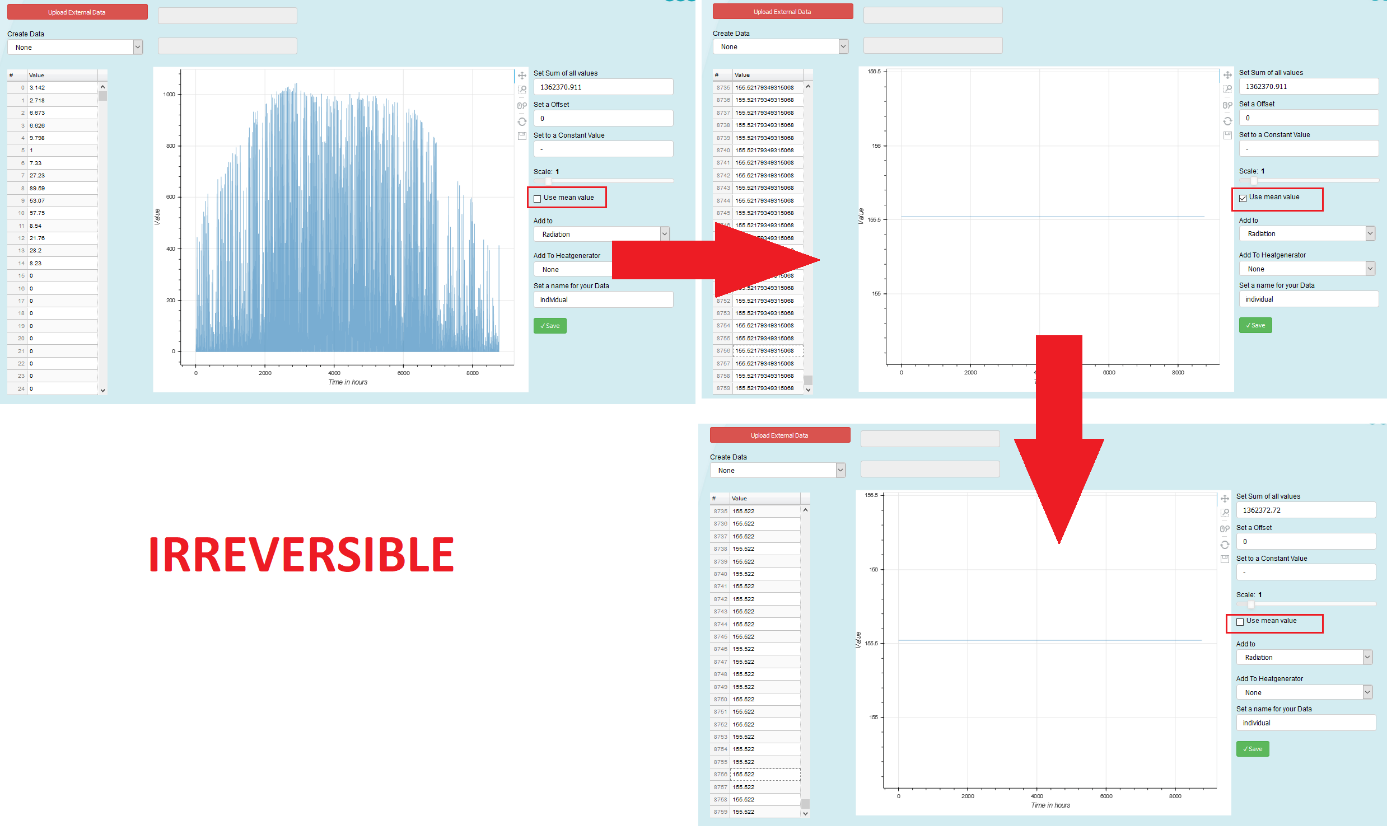 Upload External Data
Create Data
None
# Value
0 3.142
1 2.718
2 6.673
3 6.626
4 9.798
5 1
6 7.33
7 27.23
8 89.69
9 53.07
10 57.75
11 8.54
12 21.76
13 28.2
14 9.23
15 0
16 0
17 0
18 0
19 0
20 0
21 0
22 0
23 0
24 0
1000
800
600
400
200
0
Value
0 2000 4000 6000 8000
Time in hours
Set Sum of all values
1362370.911
Set a Offset
0
Set to a Constant Value
-
Scale: 1
Use mean value
Add to
Radiation
Add To Heatgenerator
None
Set a name for your Data
individual
✓Save
Upload External Data
Create Data
None
# Value
8735 155.52179349315068
8736 155.52179349315068
8737 155.52179349315068
8738 155.52179349315068
8739 155.52179349315068
8740 155.52179349315068
8741 155.52179349315068
8742 155.52179349315068
8743 155.52179349315068
8744 155.52179349315068
8745 155.52179349315068
8752 155.52179349315068
8753 155.52179349315068
8754 155.52179349315068
8755 155.52179349315068
8756 155.52179349315068
8757 155.52179349315068
8758 155.52179349315068
8759 155.52179349315068
156.5
156
155.5
155
Value
0 2000 4000 6000 8000
Set Sum of all values
1362370.911
Set a Offset
0
Set to a Constant Value
-
Scale: 1
Use mean value
Add to
Radiation
Add To Heatgenerator
None
Set a name for your Data
individual
✓Save
IRREVERSIBLE
Upload External Data
Create Data
None
# Value
8735 155.522
8736 155.522
8737 155.522
8738 155.522
8739 155.522
8740 155.522
8741 155.522
8742 155.522
8743 155.522
8744 155.522
8745 155.522
8746 155.522
8747 155.522
8748 155.522
8749 155.522
8750 155.522
8751 155.522
8752 155.522
8753 155.522
8754 155.522
8755 155.522
8756 155.522
8757 155.522
8758 155.522
8759 155.522
156.5
156
155.5
155
Value
0 2000 4000 6000 8000
Time in hours
Set Sum of all values
1362372.72
Set a Offset
0
Set to a Constant Value
-
Scale: 1
Use mean value
Add to
Radiation
Add To Heatgenerator
None
Set a name for your Data
individual
✓Save